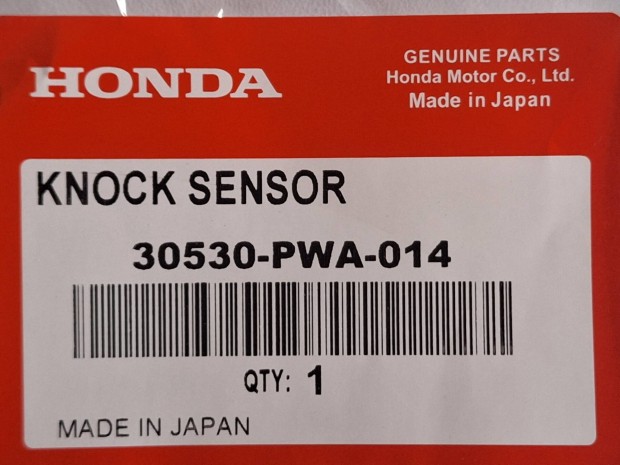 HONDA
GENUINE PARTS
Honda Motor Co., Ltd.
Made in Japan
KNOCK SENSOR
30530-PWA-014
QTY: 1
MADE IN JAPAN